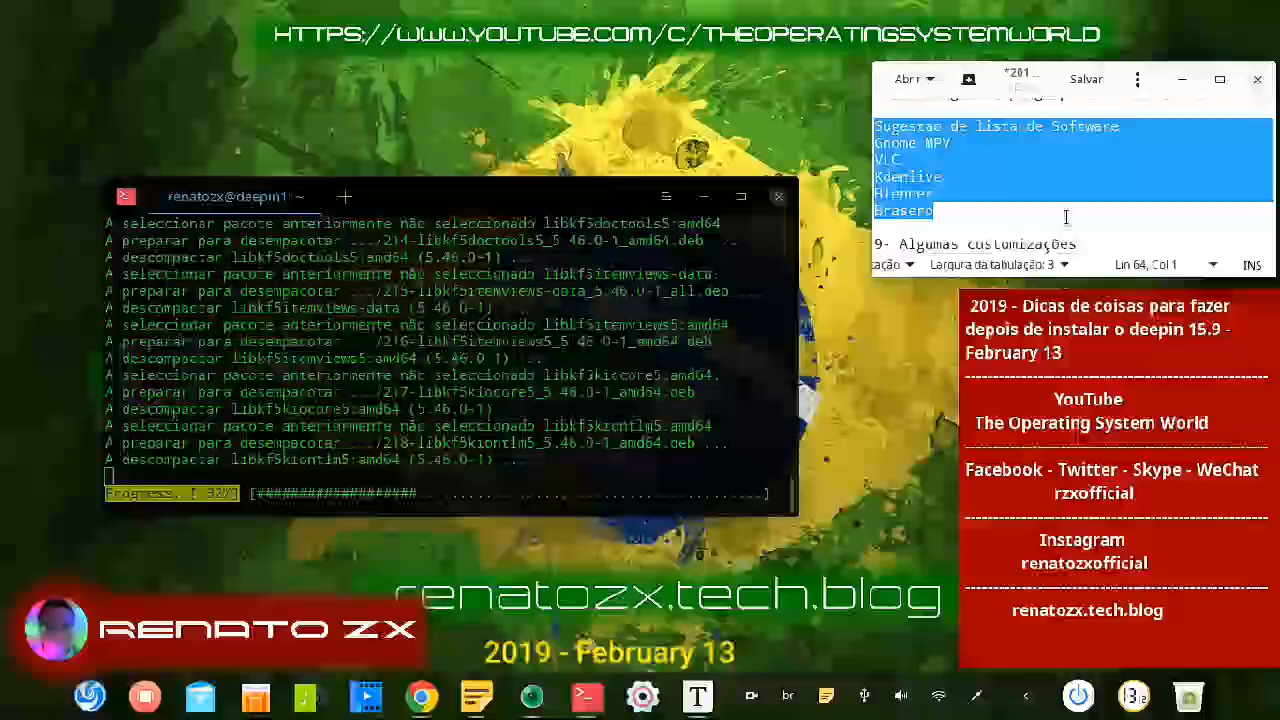 HTTPS://WWW.YOUTUBE.COM/C/THEOPERATINGSYSTEMWORLD
Abrir
*201...
Salvar
Sugestao de lista de Software
Gnome MPV
VLC
Kdenlive
Blender
Brasero
9- Algumas customizações
Largura da tabulação: 3
Lin 64, Col 1
INS
renatozx@deepin1: ~
A seleccionar pacote anteriormente não seleccionado libkf5doctools5:amd64
A preparar para desempacotar .../214-libkf5doctools5_5.46.0-1_amd64.deb ...
A descompactar libkf5doctools5:amd64 (5.46.0-1) ...
A seleccionar pacote anteriormente não seleccionado libkf5itemviews-data.
A preparar para desempacotar .../215-libkf5itemviews-data_5.46.0-1_all.deb ...
A descompactar libkf5itemviews-data (5.46.0-1) ...
A seleccionar pacote anteriormente não seleccionado libkf5itemviews5:amd64
A preparar para desempacotar .../216-libkf5itemviews5_5.46.0-1_amd64.deb
A descompactar libkf5itemviews5:amd64 (5.46.0-1) ...
A seleccionar pacote anteriormente não seleccionado libkf5kiocore5:amd64.
A preparar para desempacotar .../217-libkf5kiocore5_5.46.0-1_amd64.deb
A descompactar libkf5kiocore5:amd64 (5.46.0-1)
A seleccionar pacote anteriormente não seleccionado libkf5kiontlm5:amd64
A preparar para desempacotar .../218-libkf5kiontlm5_5.46.0-1_amd64.deb ...
A descompactar libkf5kiontlm5:amd64 (5.46.0-1) ...
2019 - Dicas de coisas para fazer
depois de instalar o deepin 15.9 -
February 13
YouTube
The Operating System World
Facebook - Twitter - Skype - WeChat
rzxofficial
Instagram
renatozxofficial
renatozx.tech.blog
renatozx.tech.blog
RENATO ZX
2019 - February 13
T
br